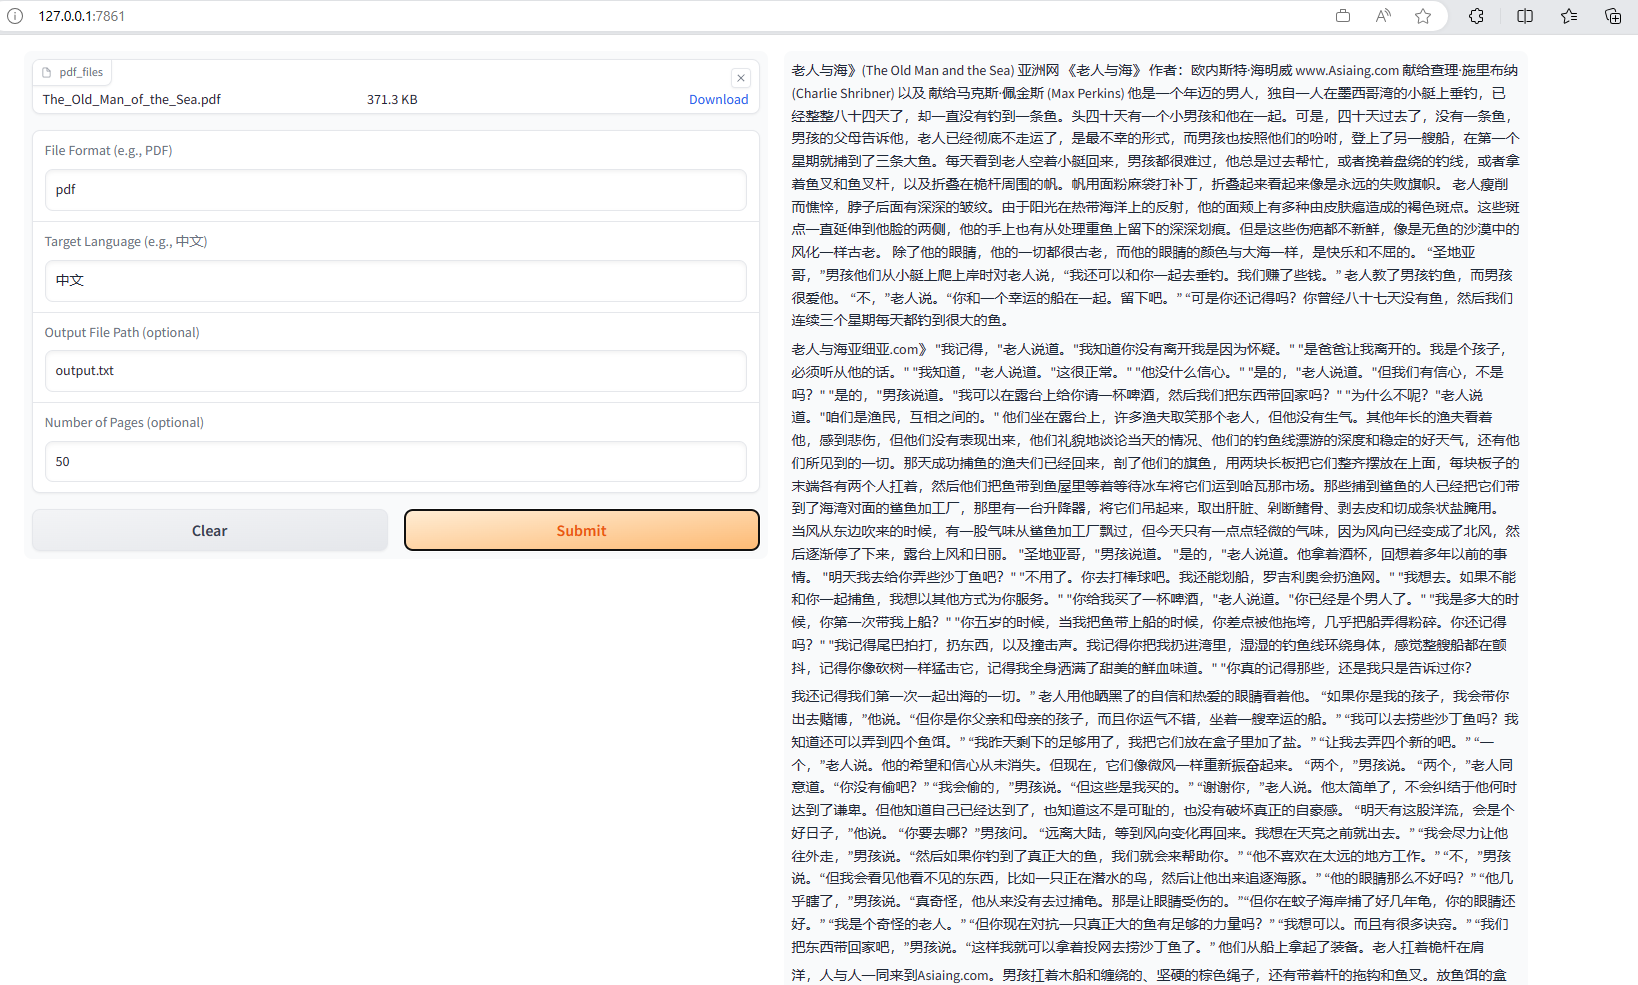 127.0.0.1:7861
pdf_files
The_Old_Man_of_the_Sea.pdf 371.3 KB Download
File Format (e.g., PDF)
pdf
Target Language (e.g., 中文)
中文
Output File Path (optional)
output.txt
Number of Pages (optional)
50
Clear
Submit
老人与海》(The Old Man and the Sea) 亚洲网 《老人与海》 作者：欧内斯特·海明威 www.Asiaing.com 献给查理·施里布纳
(Charlie Shribner) 以及 献给马克斯·佩金斯 (Max Perkins) 他是一个年迈的男人，独自一人在墨西哥湾的小艇上垂钓，已
经整整八十四天了，却一直没有钓到一条鱼。头四十天有一个小男孩和他在一起。可是，四十天过去了，没有一条鱼，
男孩的父母告诉他，老人已经彻底不走运了，是最不幸的形式，而男孩也按照他们的吩咐，登上了另一艘船，在第一个
星期就捕到了三条大鱼。每天看到老人空着小艇回来，男孩都很难过，他总是过去帮忙，或者挽着盘绕的钓线，或者拿
着鱼叉和鱼叉杆，以及折叠在桅杆周围的帆。帆用面粉麻袋打补丁，折叠起来看起来像是永远的失败旗帜。 老人瘦削
而憔悴，脖子后面有深深的皱纹。由于阳光在热带海洋上的反射，他的面颊上有多种由皮肤癌造成的褐色斑点。这些斑
点一直延伸到他脸的两侧，他的手上也有从处理重鱼上留下的深深划痕。但是这些伤疤都不新鲜，像是无鱼的沙漠中的
风化一样古老。 除了他的眼睛，他的一切都很古老，而他的眼睛的颜色与大海一样，是快乐和不屈的。 “圣地亚
哥，”男孩他们从小艇上爬上岸时对老人说，“我还可以和你一起去垂钓。我们赚了些钱。” 老人教了男孩钓鱼，而男孩
很爱他。 “不，”老人说。“你和一个幸运的船在一起。留下吧。” “可是你还记得吗？你曾经八十七天没有鱼，然后我们
连续三个星期每天都钓到很大的鱼。
老人与海亚细亚.com》 "我记得，"老人说道。"我知道你没有离开我是因为怀疑。" "是爸爸让我离开的。我是个孩子，
必须听从他的话。" "我知道，"老人说道。"这很正常。" "他没什么信心。" "是的，"老人说道。"但我们有信心，不是
吗？" "是的，"男孩说道。"我可以在露台上给你请一杯啤酒，然后我们把东西带回家吗？" "为什么不呢？"老人说
道。"咱们是渔民，互相之间的。" 他们坐在露台上，许多渔夫取笑那个老人，但他没有生气。其他年长的渔夫看着
他，感到悲伤，但他们没有表现出来，他们礼貌地谈论当天的情况、他们的钓鱼线漂游的深度和稳定的好天气，还有他
们所见到的一切。那天成功捕鱼的渔夫们已经回来，剖了他们的旗鱼，用两块长板把它们整齐摆放在上面，每块板子的
末端各有两个人扛着，然后他们把鱼带到鱼屋里等着等待冰车将它们运到哈瓦那市场。那些捕到鲨鱼的人已经把它们带
到了海湾对面的鲨鱼加工厂，那里有一台升降器，将它们吊起来，取出肝脏、剁断鳍骨、剥去皮和切成条状盐腌用。
当风从东边吹来的时候，有一股气味从鲨鱼加工厂飘过，但今天只有一点点轻微的气味，因为风向已经变成了北风，然
后逐渐停了下来，露台上风和日丽。 "圣地亚哥，"男孩说道。 "是的，"老人说道。他拿着酒杯，回想着多年以前的事
情。 "明天我去给你弄些沙丁鱼吧？" "不用了。你去打棒球吧。我还能划船，罗吉利奥会扔渔网。" "我想去。如果不能
和你一起捕鱼，我想以其他方式为你服务。" "你给我买了一杯啤酒，"老人说道。"你已经是个男人了。" "我是多大的时
候，你第一次带我上船？" "你五岁的时候，当我把鱼带上船的时候，你差点被他拖垮，几乎把船弄得粉碎。你还记得
吗？" "我记得尾巴拍打，扔东西，以及撞击声。我记得你把我扔进湾里，湿湿的钓鱼线环绕身体，感觉整艘船都在颤
抖，记得你像砍树一样猛击它，记得我全身洒满了甜美的鲜血味道。" "你真的记得那些，还是我只是告诉过你？
我还记得我们第一次一起出海的一切。” 老人用他晒黑了的自信和热爱的眼睛看着他。 “如果你是我的孩子，我会带你
出去赌博，”他说。“但你是你父亲和母亲的孩子，而且你运气不错，坐着一艘幸运的船。” “我可以去捞些沙丁鱼吗？我
知道还可以弄到四个鱼饵。” “我昨天剩下的足够用了，我把它们放在盒子里加了盐。” “让我去弄四个新的吧。” “一
个，”老人说。他的希望和信心从未消失。但现在，它们像微风一样重新振奋起来。 “两个，”男孩说。 “两个，”老人同
意道。“你没有偷吧？” “我会偷的，”男孩说。“但这些是我买的。” “谢谢你，”老人说。他太简单了，不会纠结于他何时
达到了谦卑。但他知道自己已经达到了，也知道这不是可耻的，也没有破坏真正的自豪感。 “明天有这股洋流，会是个
好日子，”他说。 “你要去哪？”男孩问。 “远离大陆，等到风向变化再回来。我想在天亮之前就出去。” “我会尽力让他
往外走，”男孩说。“然后如果你钓到了真正大的鱼，我们就会来帮助你。” “他不喜欢在太远的地方工作。” “不，”男孩
说。“但我会看见他看不见的东西，比如一只正在潜水的鸟，然后让他出来追逐海豚。” “他的眼睛那么不好吗？” “他几
乎瞎了，”男孩说。“真奇怪，他从来没有去过捕龟。那是让眼睛受伤的。”“但你在蚊子海岸捕了好几年龟，你的眼睛还
好。” “我是个奇怪的老人。” “但你现在对抗一只真正大的鱼有足够的力量吗？” “我想可以。而且有很多诀窍。” “我们
把东西带回家吧，”男孩说。“这样我就可以拿着投网去捞沙丁鱼了。” 他们从船上拿起了装备。老人扛着桅杆在肩
洋，人与人一同来到Asiaing.com。男孩扛着木船和缠绕的、坚硬的棕色绳子，还有带着杆的拖钩和鱼叉。放鱼饵的盒